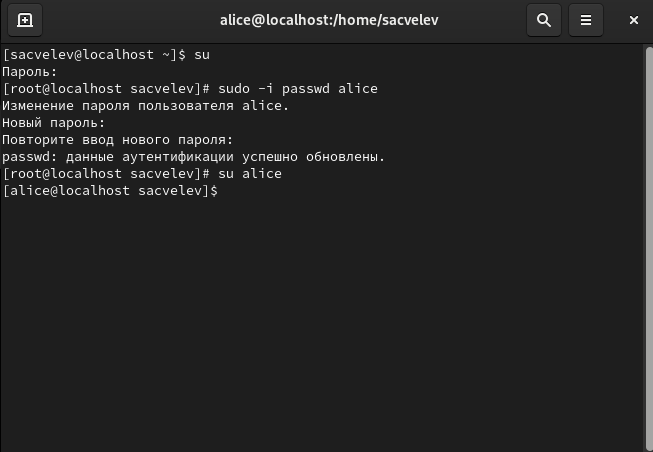 alice@localhost:/home/sacvelev
[sacvelev@localhost ~]$ su
Пароль:
[root@localhost sacvelev]# sudo -i passwd alice
Изменение пароля пользователя alice.
Новый пароль:
Повторите ввод нового пароля:
passwd: данные аутентификации успешно обновлены.
[root@localhost sacvelev]# su alice
[alice@localhost sacvelev]$